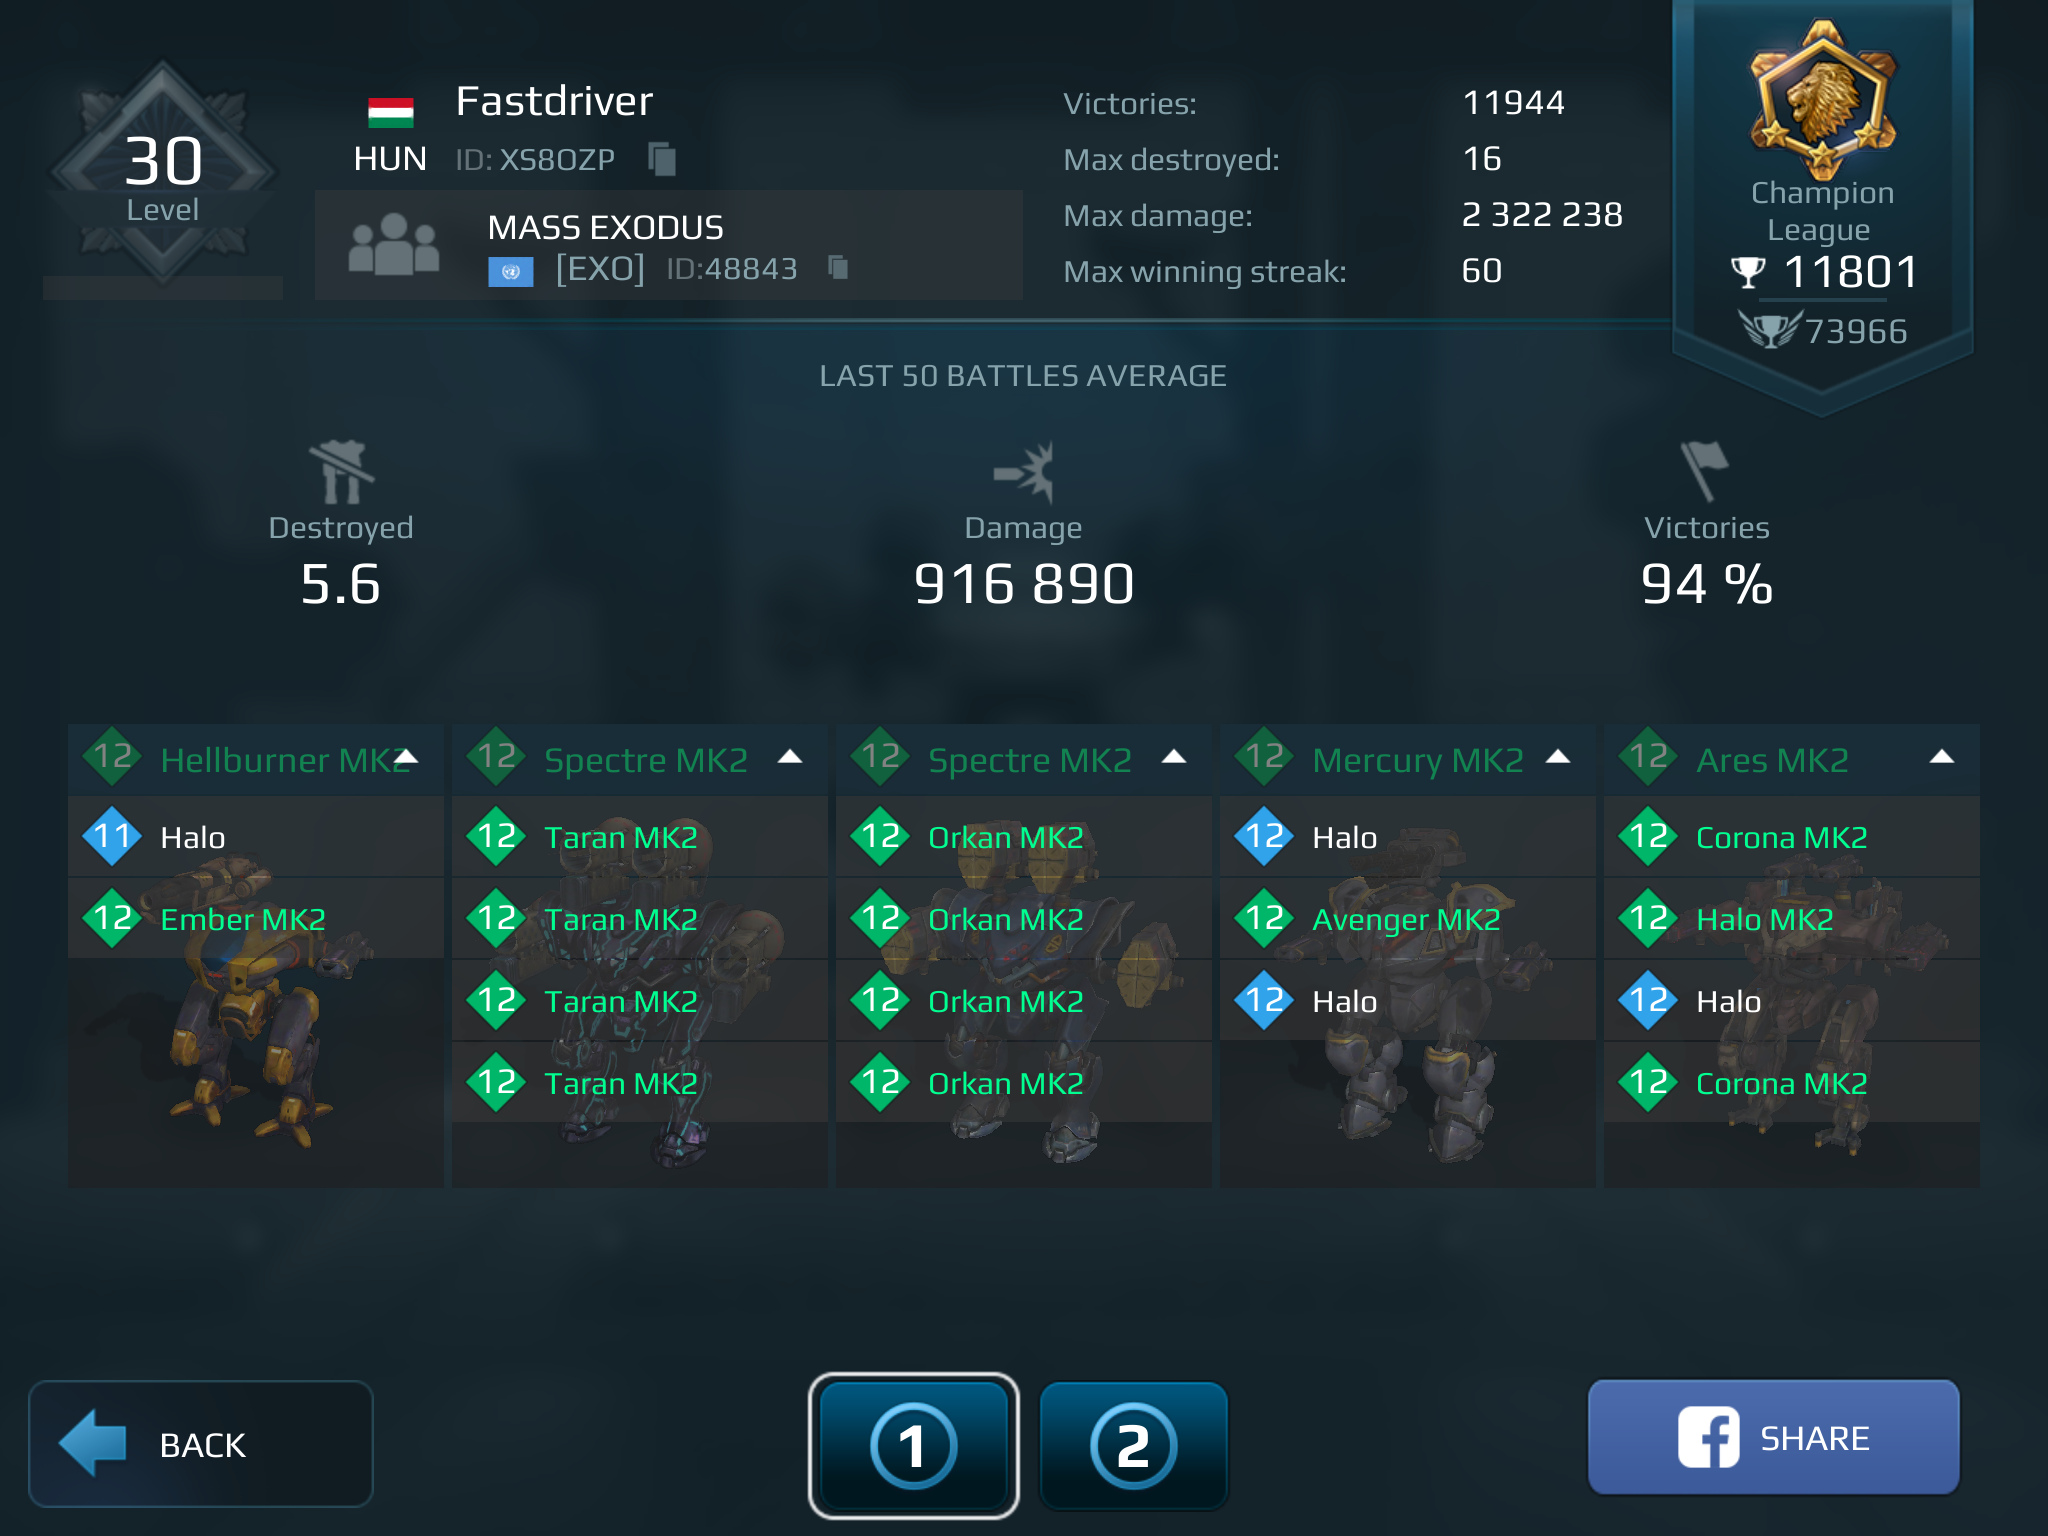 30
Level
HUN
Fastdriver
ID: XS8OZP
MASS EXODUS
[EXO] ID:48843
Victories: 11944
Max destroyed: 16
Max damage: 2 322 238
Max winning streak: 60
Champion
League
11801
73966
LAST 50 BATTLES AVERAGE
Destroyed
5.6
Damage
916 890
Victories
94 %
12 Hellburner MK2
11 Halo
12 Ember MK2
12 Spectre MK2
12 Taran MK2
12 Taran MK2
12 Taran MK2
12 Taran MK2
12 Spectre MK2
12 Orkan MK2
12 Orkan MK2
12 Orkan MK2
12 Orkan MK2
12 Mercury MK2
12 Halo
12 Avenger MK2
12 Halo
12 Ares MK2
12 Corona MK2
12 Halo MK2
12 Halo
12 Corona MK2
BACK
1
2
SHARE